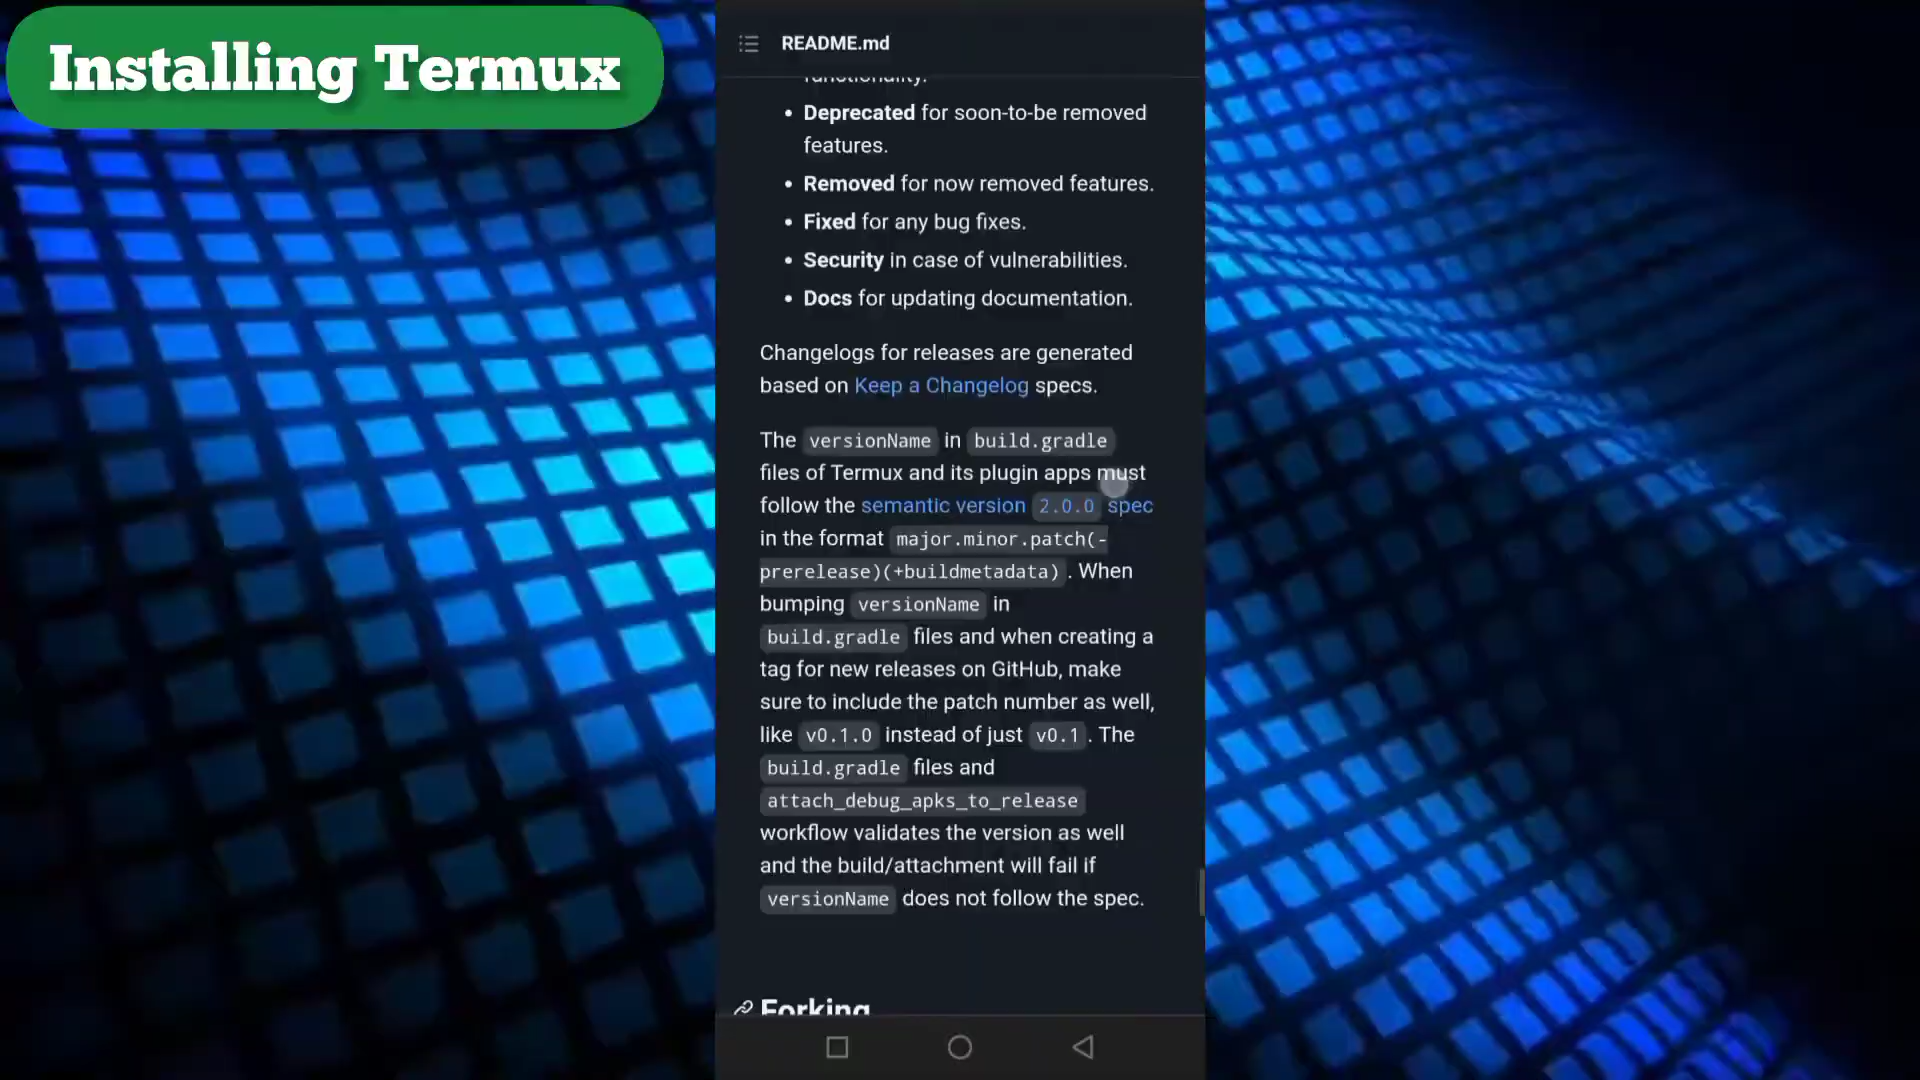 Installing Termux
README.md
functionality.
• Deprecated for soon-to-be removed
features.
• Removed for now removed features.
• Fixed for any bug fixes.
• Security in case of vulnerabilities.
• Docs for updating documentation.
Changelogs for releases are generated
based on Keep a Changelog specs.
The versionName in build.gradle
files of Termux and its plugin apps must
follow the semantic version 2.0.0 spec
in the format major.minor.patch(-
prerelease)(+buildmetadata) . When
bumping versionName in
build.gradle files and when creating a
tag for new releases on GitHub, make
sure to include the patch number as well,
like v0.1.0 instead of just v0.1 . The
build.gradle files and
attach_debug_apks_to_release
workflow validates the version as well
and the build/attachment will fail if
versionName does not follow the spec.
Forking